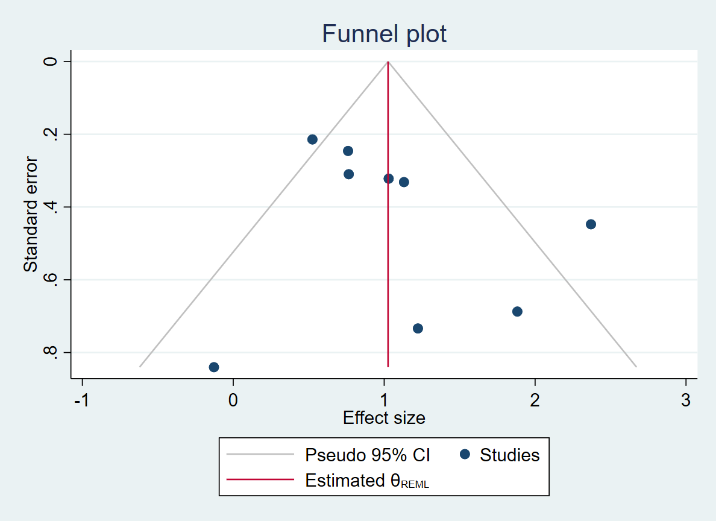 Funnel plot
Standard error
0
.2
.4
.6
.8
-1 0 1 2 3
Effect size
Pseudo 95% CI Studies
Estimated θREML